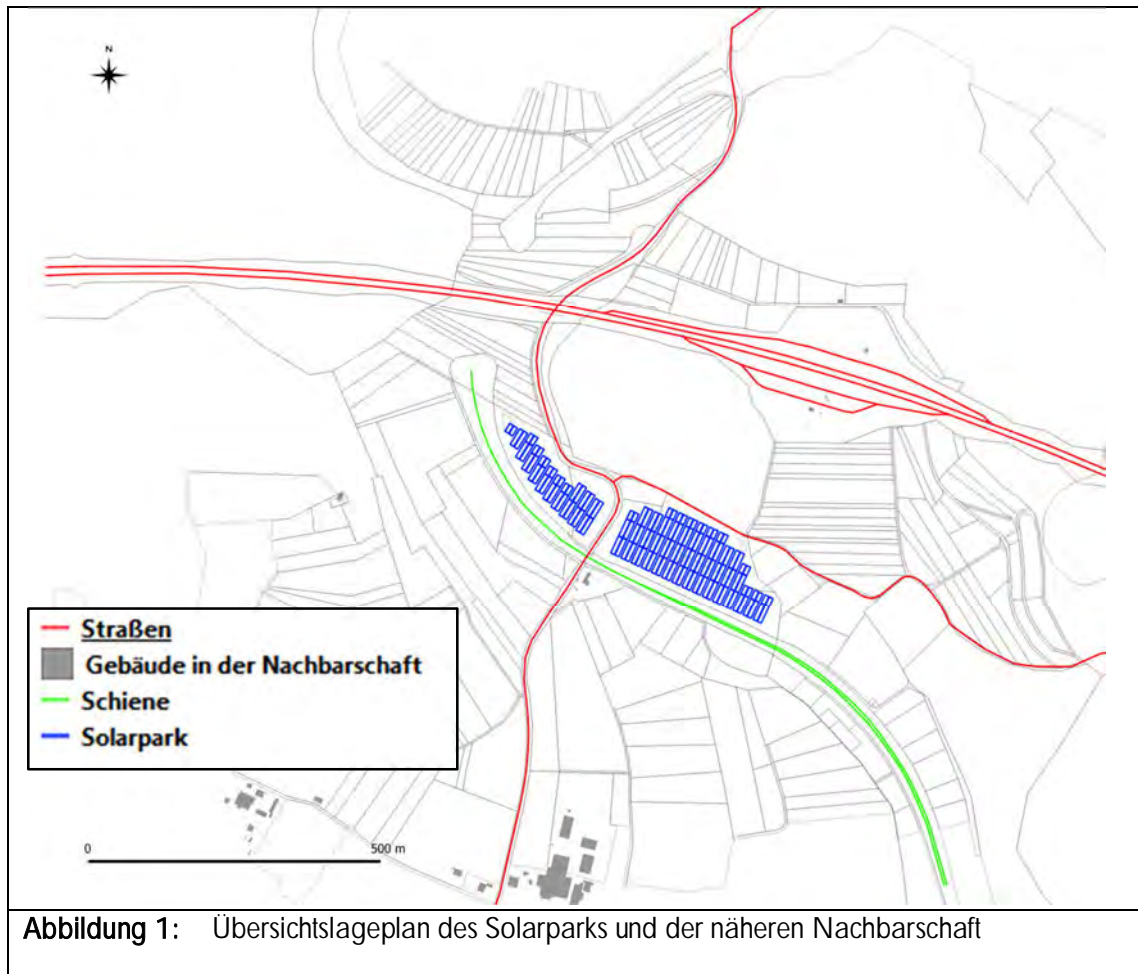 N
Straßen
Gebäude in der Nachbarschaft
Schiene
Solarpark
0 500 m
Abbildung 1: Übersichtslageplan des Solarparks und der näheren Nachbarschaft